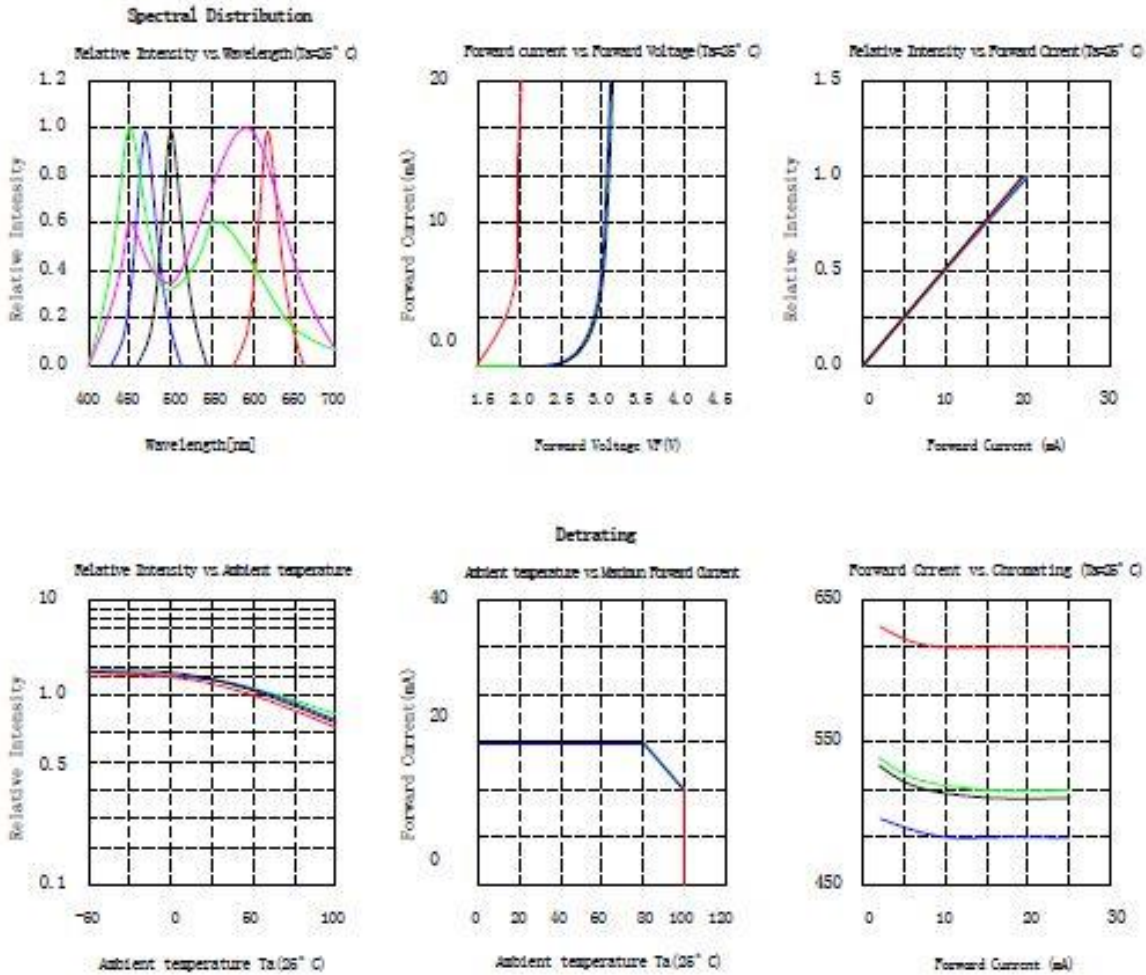 Spectral Distribution
Relative Intensity vs.Wavelength(Ta=25° C)
1.2
1.0
0.8
0.6
0.4
0.2
0.0
Relative Intensity
400 450 500 550 600 650 700
Wavelength[nm]
Forward current vs Forward Voltage(Ta=25° C)
20
10
0.0
Forward Current(mA)
1.5 2.0 2.5 3.0 3.5 4.0 4.5
Forward Voltage VF(V)
Relative Intensity vs Forward Crrent(Ta=25° C)
1.5
1.0
0.5
0.0
Relative Intensity
0 10 20 30
Forward Current (mA)
Relative Intensity vs Ambient temperature
10
1.0
0.5
0.1
Relative Intensity
-50 0 50 100
Ambient temperature Ta(25° C)
Detrating
Ambient temperature vs Maximun Forward Current
40
20
0
Forward Current(mA)
0 20 40 60 80 100 120
Ambient temperature Ta(25° C)
Forward Crrent vs. Chromating (Ta=25° C)
650
550
450
0 10 20 30
Forward Current (mA)